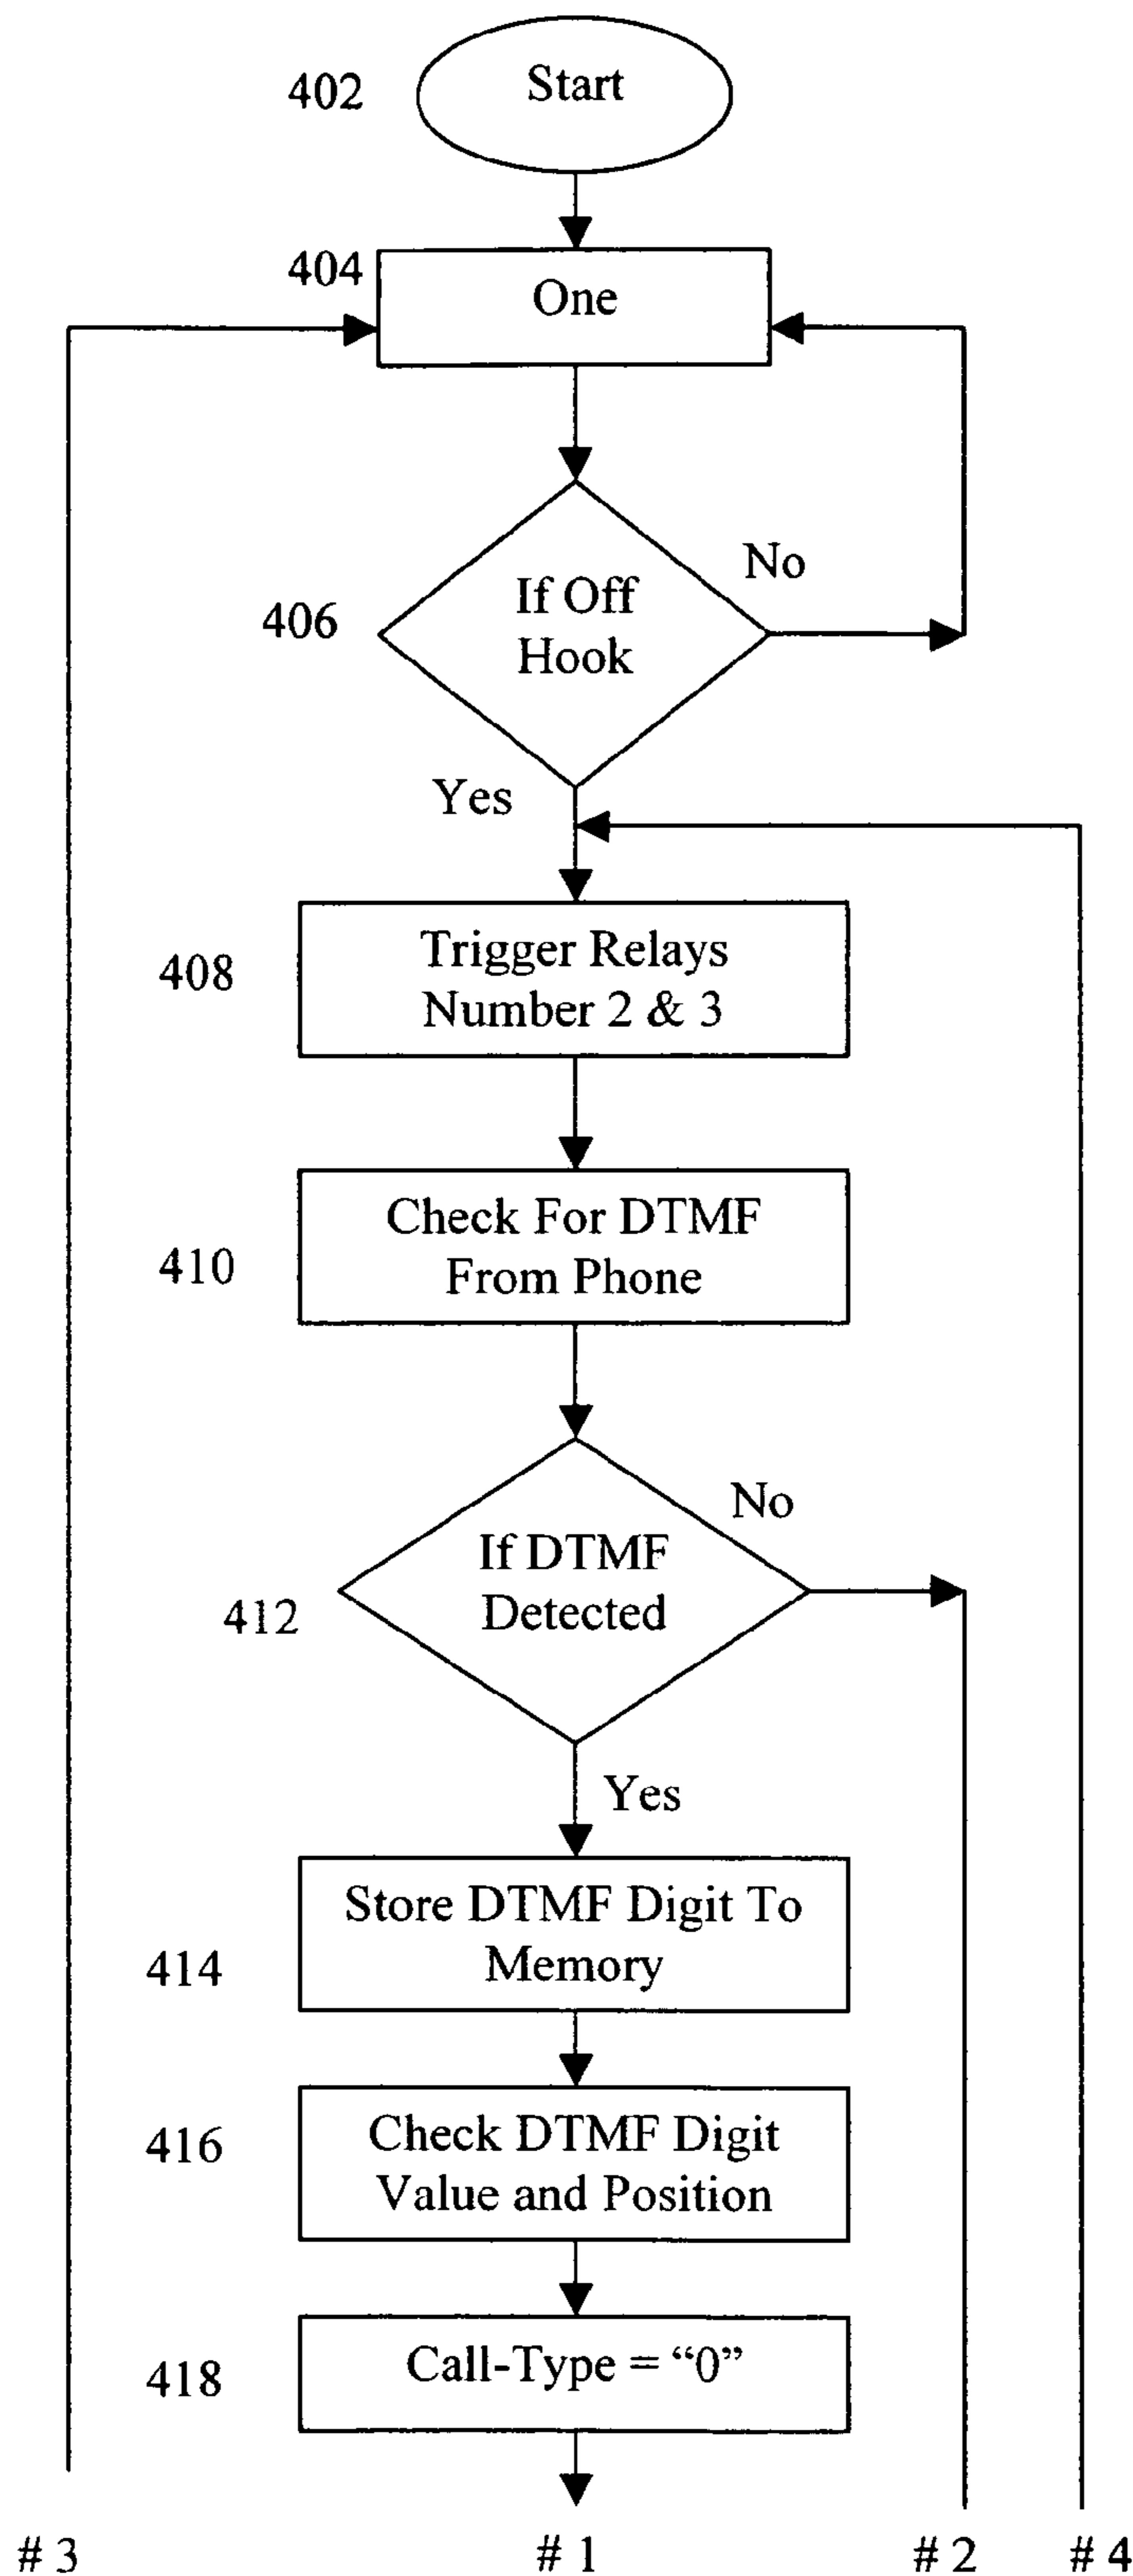 402
Start
404
One
No
406
If Off
Hook
Yes
408
Trigger Relays
Number 2 & 3
410
Check For DTMF
From Phone
No
412
If DTMF
Detected
Yes
414
Store DTMF Digit To
Memory
416
Check DTMF Digit
Value and Position
418
Call-Type = “0”
# 3 # 1 # 2 # 4